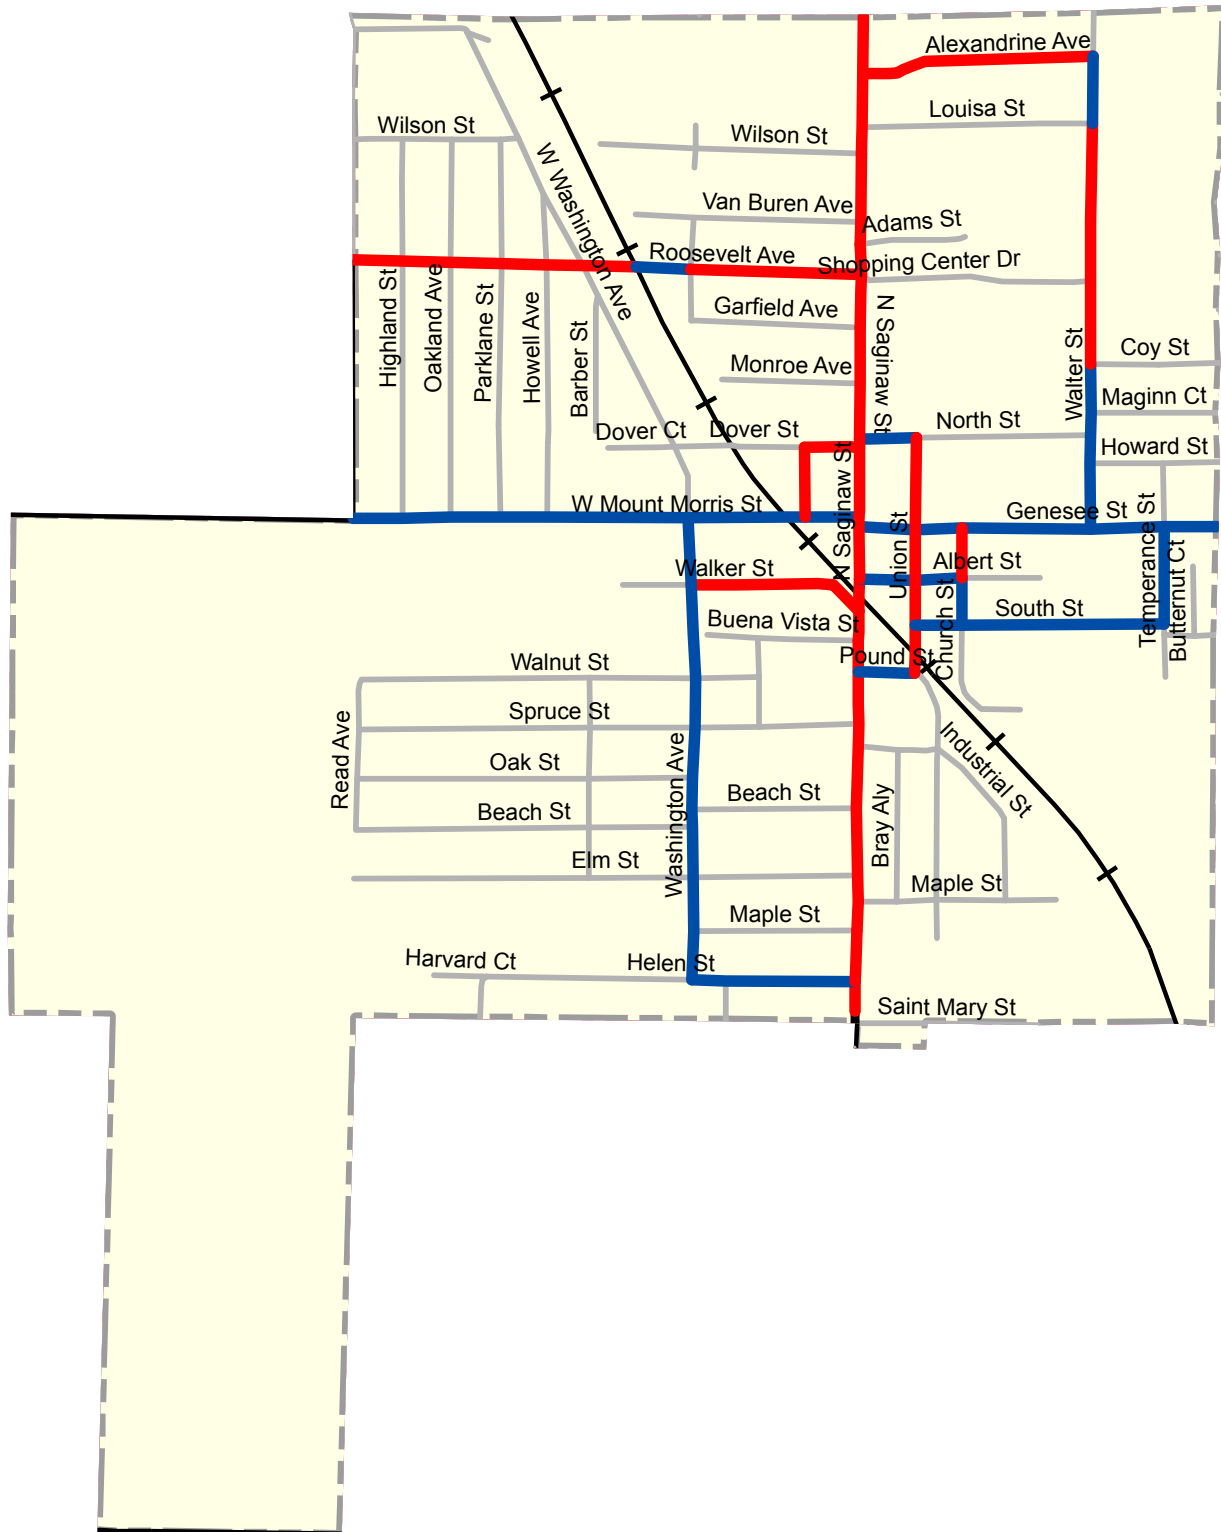 Alexandrine Ave
Louisa St
Wilson St
Wilson St
W Washington Ave
Van Buren Ave
Adams St
Roosevelt Ave
Shopping Center Dr
Highland St
Oakland Ave
Parklane St
Howell Ave
Barber St
Garfield Ave
N Saginaw St
Monroe Ave
Walter St
Coy St
Maginn Ct
Dover Ct
Dover St
North St
Howard St
W Mount Morris St
N Saginaw St
Union St
Genesee St
Temperance St
Butternut Ct
Walker St
Albert St
Church St
South St
Buena Vista St
Pound St
Walnut St
Spruce St
Read Ave
Oak St
Washington Ave
Industrial St
Beach St
Beach St
Bray Aly
Elm St
Maple St
Maple St
Harvard Ct
Helen St
Saint Mary St